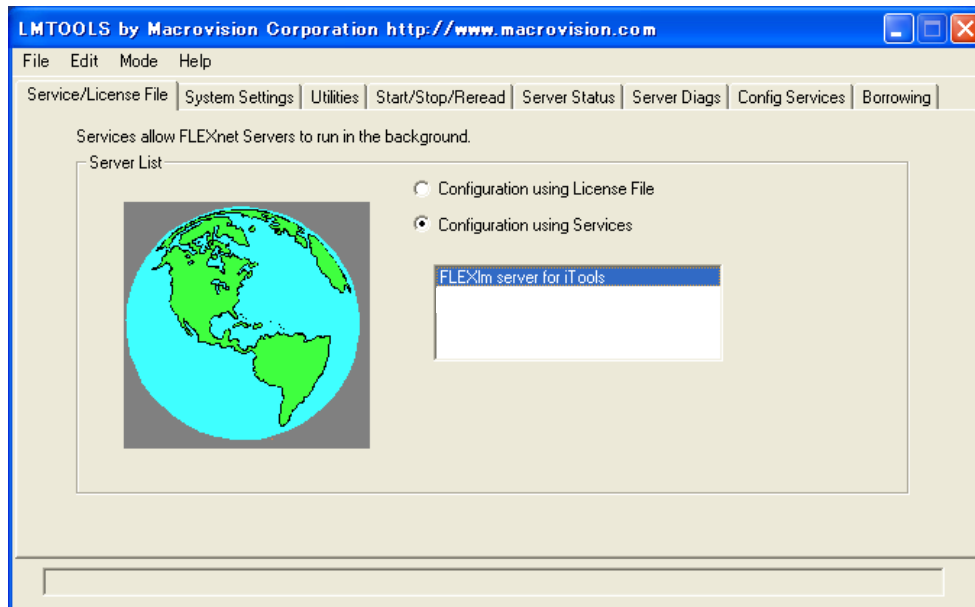 LMTOOLS by Macrovision Corporation http://www.macrovision.com
File Edit Mode Help
Service/License File System Settings Utilities Start/Stop/Reread Server Status Server Diags Config Services Borrowing
Services allow FLEXnet Servers to run in the background.
Server List
Configuration using License File
Configuration using Services
FLEXlm server for iTools